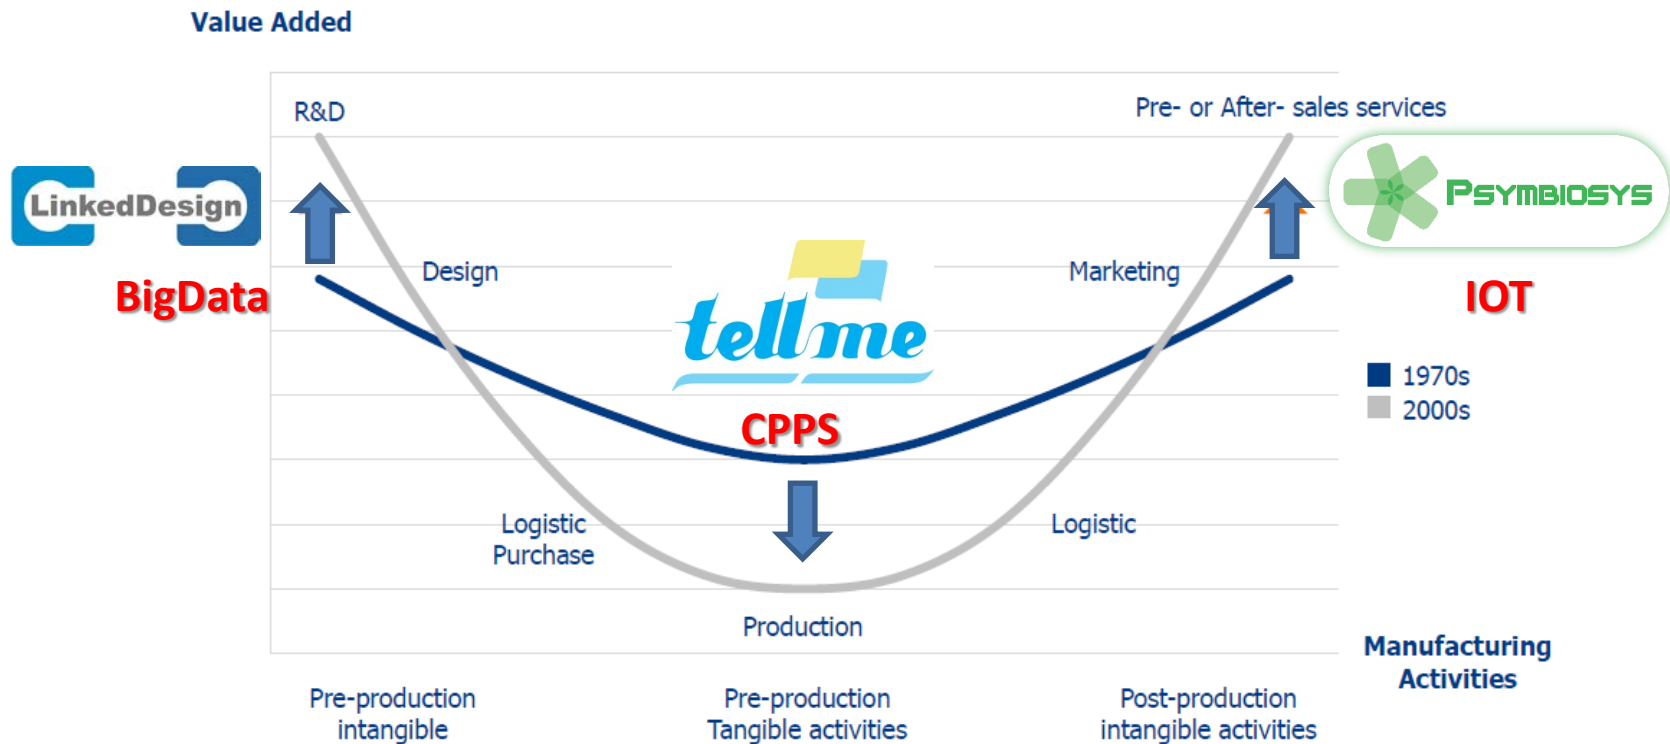 Value Added
R&D
Pre- or After- sales services
LinkedDesign
PSYMBIOSYS
Design
Marketing
BigData
IOT
tellme
1970s
2000s
CPPS
Logistic
Purchase
Logistic
Production
Manufacturing
Activities
Pre-production
intangible
Pre-production
Tangible activities
Post-production
intangible activities